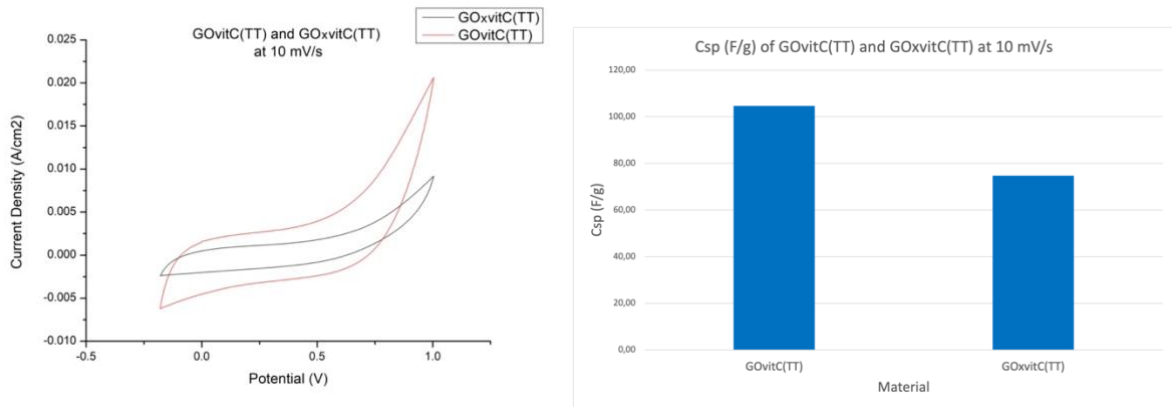 GOvitC(TT) and GOxvitC(TT)
at 10 mV/s
GOxvitC(TT)
GOvitC(TT)
0.025
0.020
0.015
0.010
0.005
0.000
-0.005
-0.010
Current Density (A/cm2)
-0.5
0.0
0.5
1.0
Potential (V)
Csp (F/g) of GOvitC(TT) and GOxvitC(TT) at 10 mV/s
120,00
100,00
80,00
60,00
40,00
20,00
0,00
Csp (F/g)
GOvitC(TT)
GOxvitC(TT)
Material